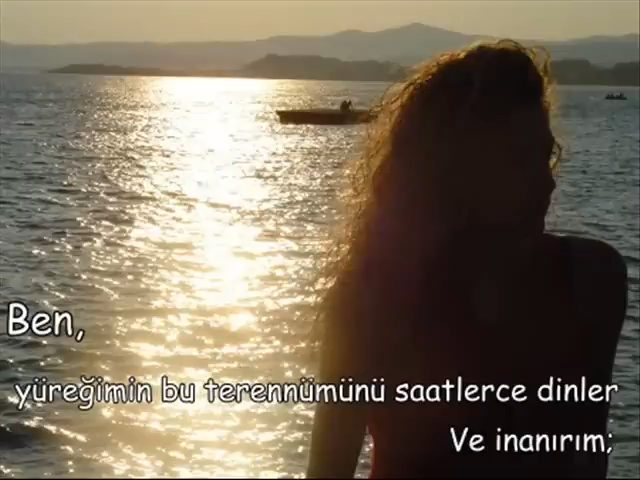 Ben,
yüreğimin bu terennümünü saatlerce dinler
Ve inanırım;